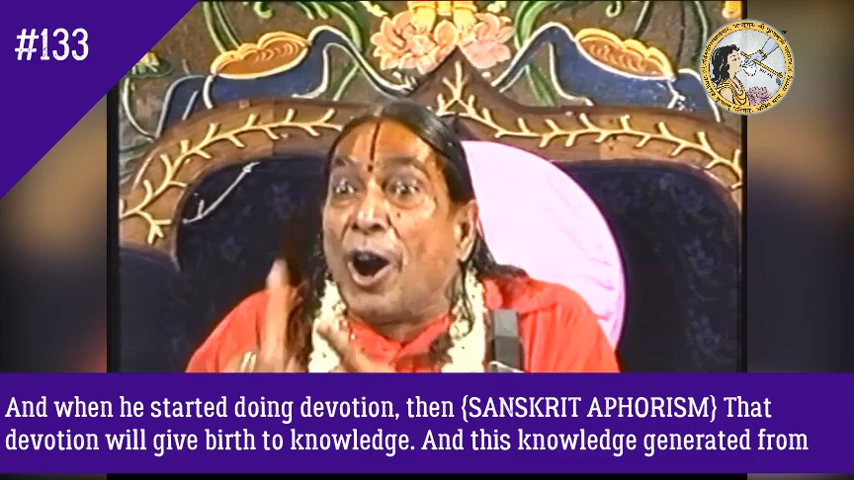 #133
And when he started doing devotion, then {SANSKRIT APHORISM} That
devotion will give birth to knowledge. And this knowledge generated from